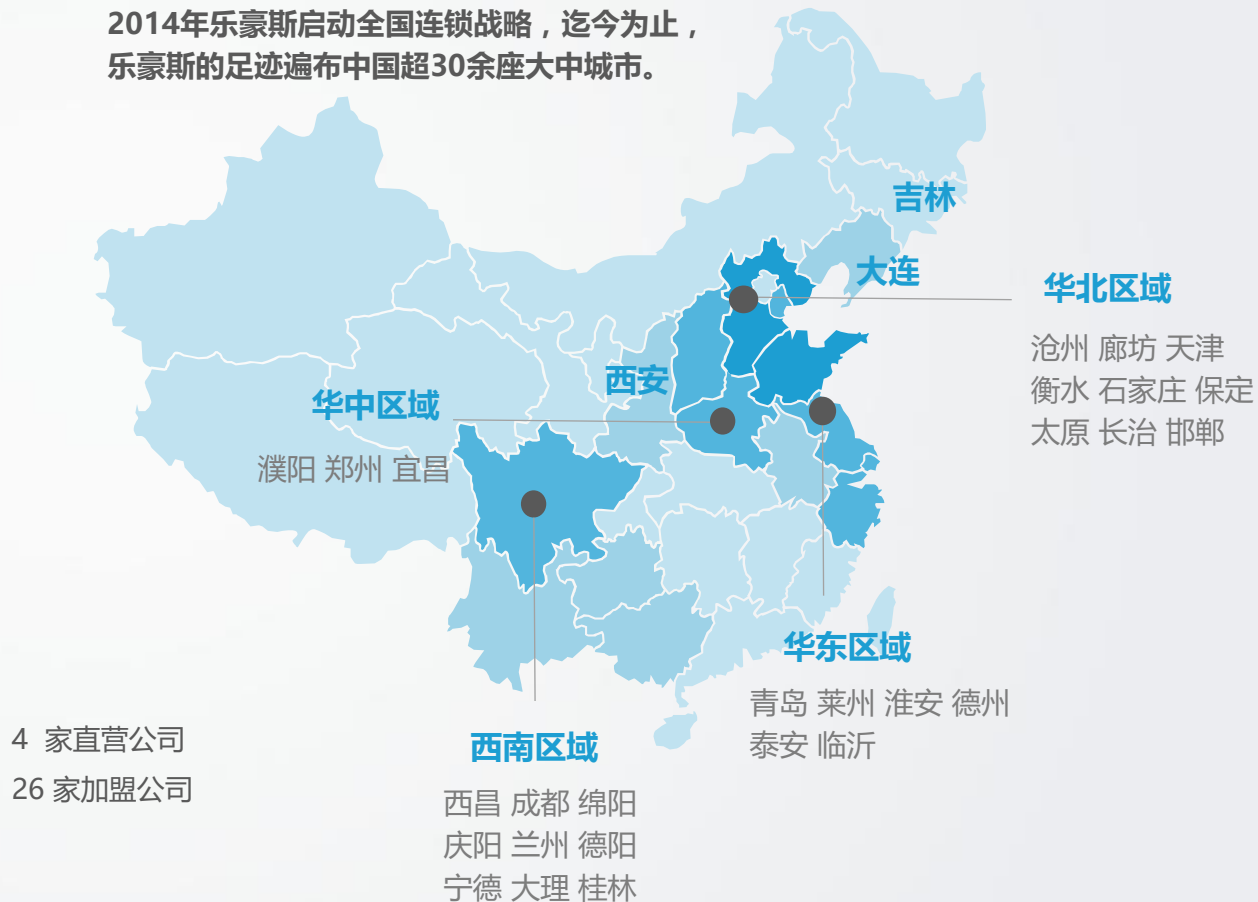 2014年乐豪斯启动全国连锁战略，迄今为止，
乐豪斯的足迹遍布中国超30余座大中城市。
吉林
大连
华北区域
沧州 廊坊 天津
衡水 石家庄 保定
太原 长治 邯郸
西安
华中区域
濮阳 郑州 宜昌
华东区域
青岛 莱州 淮安 德州
泰安 临沂
西南区域
西昌 成都 绵阳
庆阳 兰州 德阳
宁德 大理 桂林
4 家直营公司
26 家加盟公司